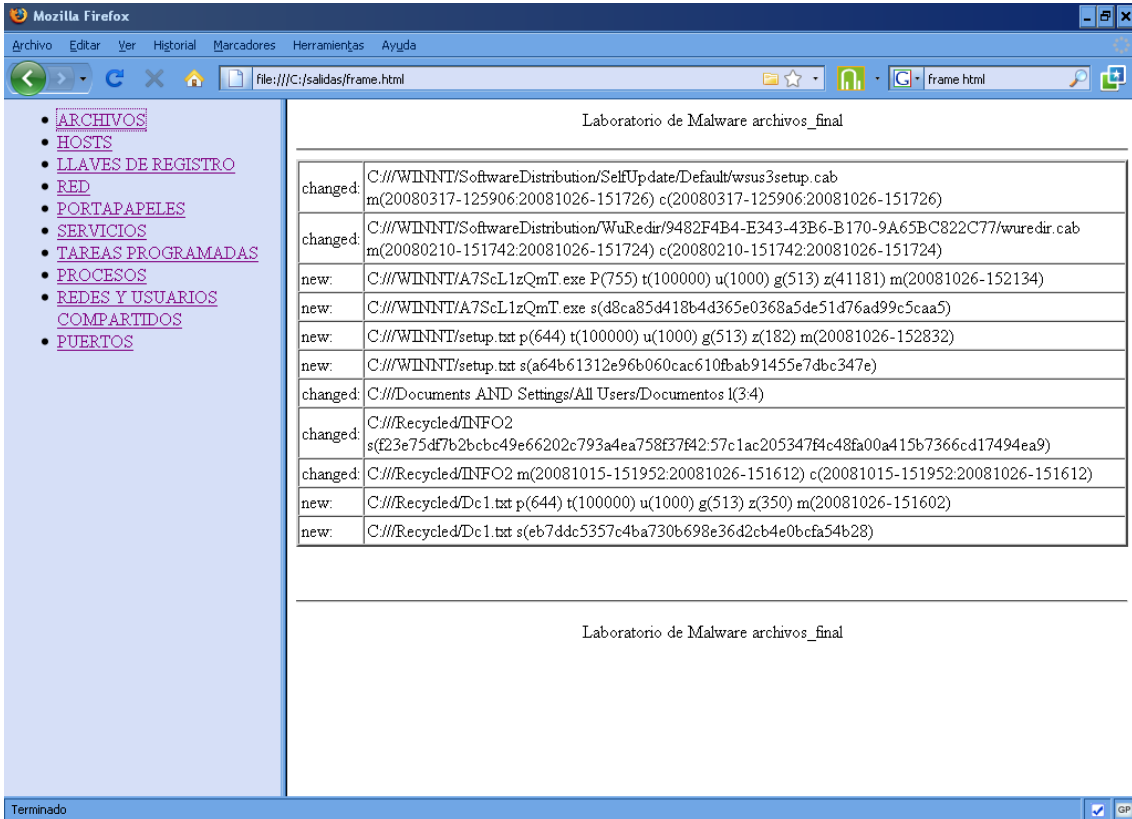 Mozilla Firefox
Archivo Editar Ver Historial Marcadores Herramientas Ayuda
file:///C:/salidas/frame.html
G frame html
ARCHIVOS
HOSTS
LLAVES DE REGISTRO
RED
PORTAPAPELES
SERVICIOS
TAREAS PROGRAMADAS
PROCESOS
REDES Y USUARIOS
COMPARTIDOS
PUERTOS
Laboratorio de Malware archivos_final
changed: C:///WINNT/SoftwareDistribution/SelfUpdate/Default/wsus3setup.cab
m(20080317-125906:20081026-151726) c(20080317-125906:20081026-151726)
changed: C:///WINNT/SoftwareDistribution/WuRedir/9482F4B4-E343-43B6-B170-9A65BC822C77/wuredir.cab
m(20080210-151742:20081026-151724) c(20080210-151742:20081026-151724)
new: C:///WINNT/A7ScL1zQmT.exe P(755) t(100000) u(1000) g(513) z(41181) m(20081026-152134)
new: C:///WINNT/A7ScL1zQmT.exe s(d8ca85d418b4d365e0368a5de51d76ad99c5caa5)
new: C:///WINNT/setup.txt p(644) t(100000) u(1000) g(513) z(182) m(20081026-152832)
new: C:///WINNT/setup.txt s(a64b61312e96b060cac610fbab91455e7dbc347e)
changed: C:///Documents AND Settings/All Users/Documentos l(3:4)
changed: C:///Recycled/INFO2
s(f23e75df7b2bcbc49e66202c793a4ea758f37f42:57c1ac205347f4c48fa00a415b7366cd17494ea9)
changed: C:///Recycled/INFO2 m(20081015-151952:20081026-151612) c(20081015-151952:20081026-151612)
new: C:///Recycled/Dc1.txt p(644) t(100000) u(1000) g(513) z(350) m(20081026-151602)
new: C:///Recycled/Dc1.txt s(eb7ddc5357c4ba730b698e36d2cb4e0bcfa54b28)
Laboratorio de Malware archivos_final
Terminado
GP